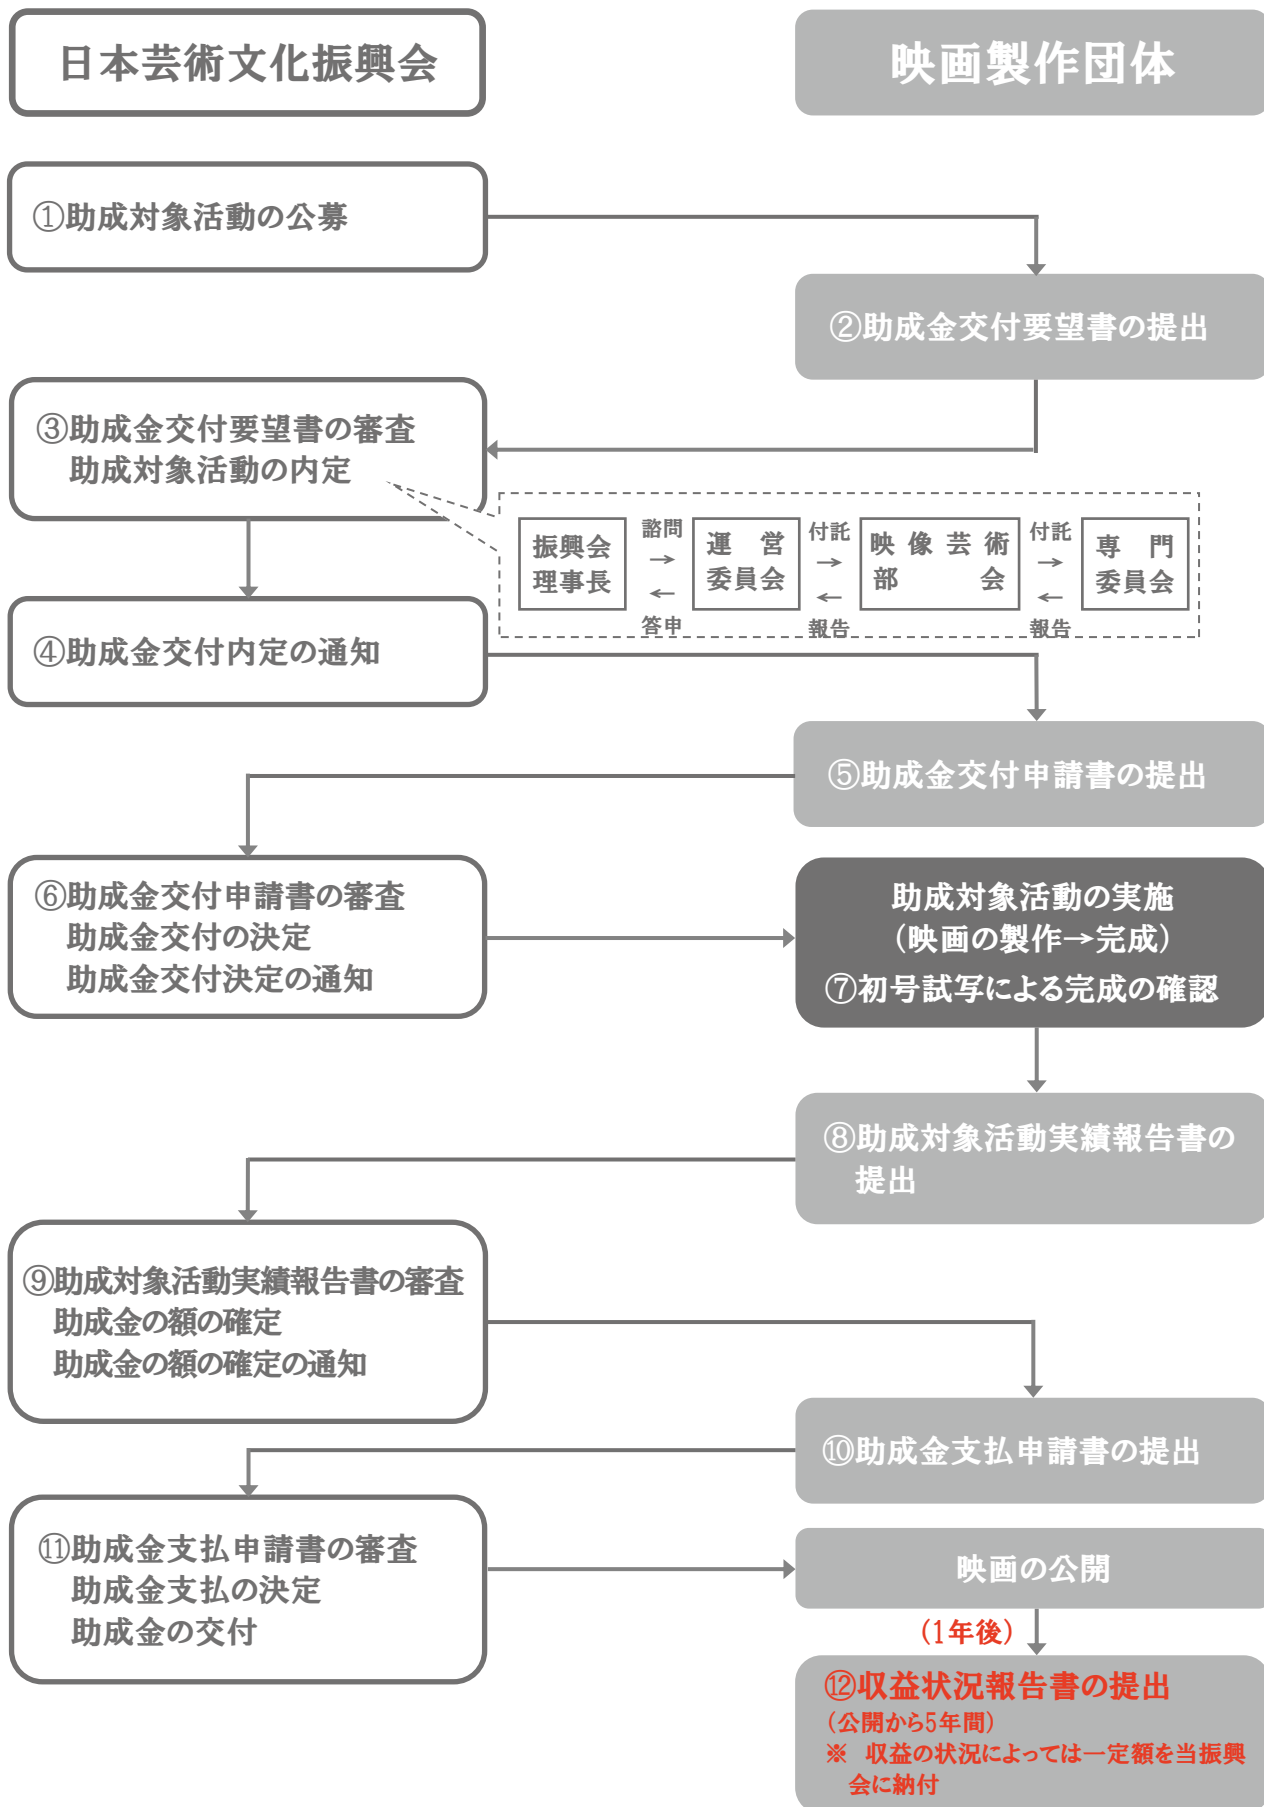 日本芸術文化振興会
映画製作団体
①助成対象活動の公募
②助成金交付要望書の提出
③助成金交付要望書の審査
助成対象活動の内定
振興会
理事長
諮問
→
←
答申
運営
委員会
付託
→
←
報告
映像芸術
部会
付託
→
←
報告
専門
委員会
④助成金交付内定の通知
⑤助成金交付申請書の提出
⑥助成金交付申請書の審査
助成金交付の決定
助成金交付決定の通知
助成対象活動の実施
（映画の製作→完成）
⑦初号試写による完成の確認
⑧助成対象活動実績報告書の
提出
⑨助成対象活動実績報告書の審査
助成金の額の確定
助成金の額の確定の通知
⑩助成金支払申請書の提出
⑪助成金支払申請書の審査
助成金支払の決定
助成金の交付
映画の公開
（1年後）
⑫収益状況報告書の提出
（公開から5年間）
※ 収益の状況によっては一定額を当振興
会に納付